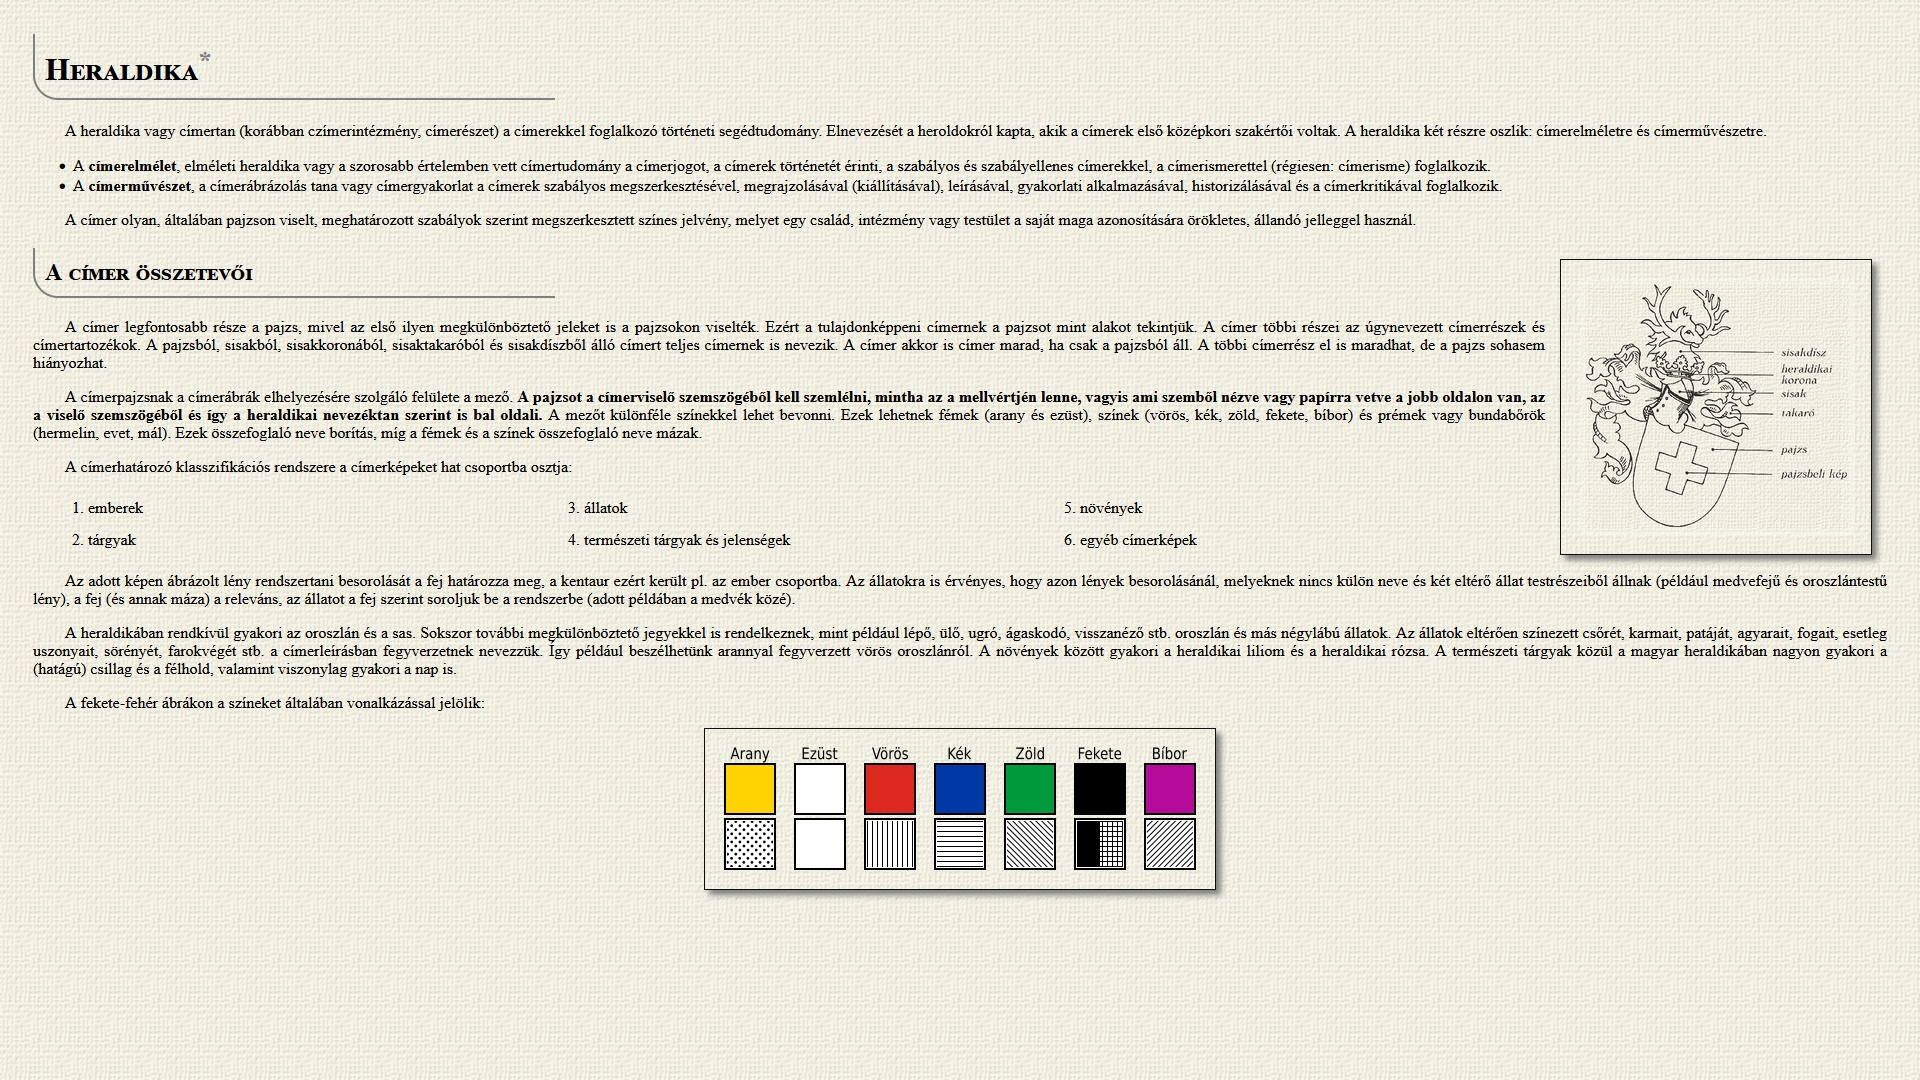 Heraldika*
A heraldika vagy címertan (korábban czímerintézmény, címerészet) a címerekkel foglalkozó történeti segédtudomány. Elnevezését a heroldokról kapta, akik a címerek első középkori szakértői voltak. A heraldika két részre oszlik: címerelméletre és címerművészetre.
• A címerelmélet, elméleti heraldika vagy a szorosabb értelemben vett címertudomány a címerjogot, a címerek történetét érinti, a szabályos és szabályellenes címerekkel, a címerismerettel (régiesen: címerisme) foglalkozik.
• A címerművészet, a címerábrázolás tana vagy címergyakorlat a címerek szabályos megszerkesztésével, megrajzolásával (kiállításával), leírásával, gyakorlati alkalmazásával, historizálásával és a címerkritikával foglalkozik.
A címer olyan, általában pajzson viselt, meghatározott szabályok szerint megszerkesztett színes jelvény, melyet egy család, intézmény vagy testület a saját maga azonosítására örökletes, állandó jelleggel használ.
A címer összetevői
A címer legfontosabb része a pajzs, mivel az első ilyen megkülönböztető jeleket is a pajzsokon viselték. Ezért a tulajdonképpeni címernek a pajzsot mint alakot tekintjük. A címer többi részei az úgynevezett címerrészek és
címertartozékok. A pajzsból, sisakból, sisakkoronából, sisaktakaróból és sisakdíszből álló címert teljes címernek is nevezik. A címer akkor is címer marad, ha csak a pajzsból áll. A többi címerrész el is maradhat, de a pajzs sohasem
hiányozhat.
A címerpajzsnak a címerábrák elhelyezésére szolgáló felülete a mező. A pajzsot a címerviselő szemszögéből kell szemlélni, mintha az a mellvértjén lenne, vagyis ami szemből nézve vagy papírra vetve a jobb oldalon van, az
a viselő szemszögéből és így a heraldikai nevezéktan szerint is bal oldali. A mezőt különféle színekkel lehet bevonni. Ezek lehetnek fémek (arany és ezüst), színek (vörös, kék, zöld, fekete, bíbor) és prémek vagy bundabőrök
(hermelin, evet, mál). Ezek összefoglaló neve borítás, míg a fémek és a színek összefoglaló neve mázak.
A címerhatározó klasszifikációs rendszere a címerképeket hat csoportba osztja:
1. emberek
2. tárgyak
3. állatok
4. természeti tárgyak és jelenségek
5. növények
6. egyéb címerképek
sisakdísz
heraldikai
korona
sisak
takaró
pajzs
pajzsbeli kép
Az adott képen ábrázolt lény rendszertani besorolását a fej határozza meg, a kentaur ezért került pl. az ember csoportba. Az állatokra is érvényes, hogy azon lények besorolásánál, melyeknek nincs külön neve és két eltérő állat testrészeiből állnak (például medvefejű és oroszlántestű
lény), a fej (és annak máza) a releváns, az állatot a fej szerint soroljuk be a rendszerbe (adott példában a medvék közé).
A heraldikában rendkívül gyakori az oroszlán és a sas. Sokszor további megkülönböztető jegyekkel is rendelkeznek, mint például lépő, ülő, ugró, ágaskodó, visszanéző stb. oroszlán és más négylábú állatok. Az állatok eltérően színezett csőrét, karmait, patáját, agyarait, fogait, esetleg
uszonyait, sörényét, farokvégét stb. a címerleírásban fegyverzetnek nevezzük. Így például beszélhetünk arannyal fegyverzett vörös oroszlánról. A növények között gyakori a heraldikai liliom és a heraldikai rózsa. A természeti tárgyak közül a magyar heraldikában nagyon gyakori a
(hatágú) csillag és a félhold, valamint viszonylag gyakori a nap is.
A fekete-fehér ábrákon a színeket általában vonalkázással jelölik:
Arany Ezüst Vörös Kék Zöld Fekete Bíbor